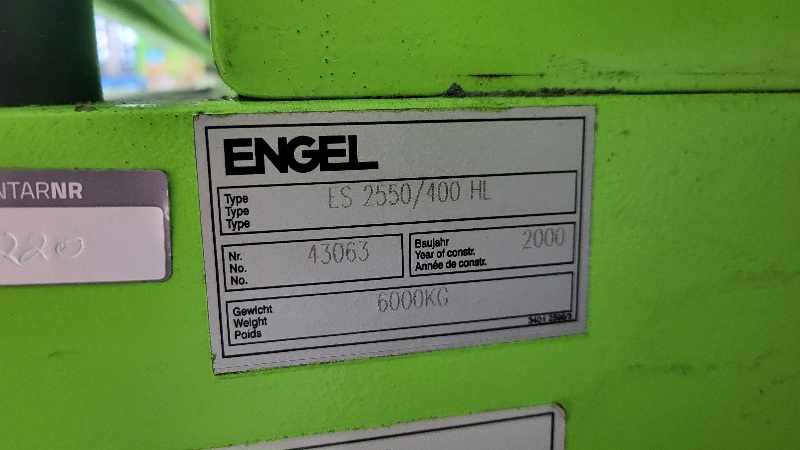 ENGEL
Type
Type
Type
ES 2550/400 HL
Nr.
No.
No.
43063
Baujahr
Year of constr.
Année de constr.
2000
Gewicht
Weight
Poids
6000KG
NTARNR
220